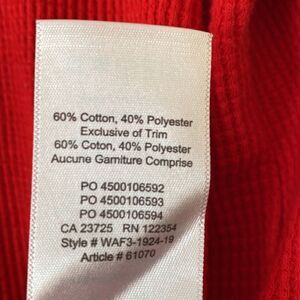 60% Cotton, 40% Polyester
Exclusive of Trim
60% Coton, 40% Polyester
Aucune Garniture Comprise
PO 4500106592
PO 4500106593
PO 4500106594
CA 23725 RN 122354
Style # WAF3-1924-19
Article # 61070